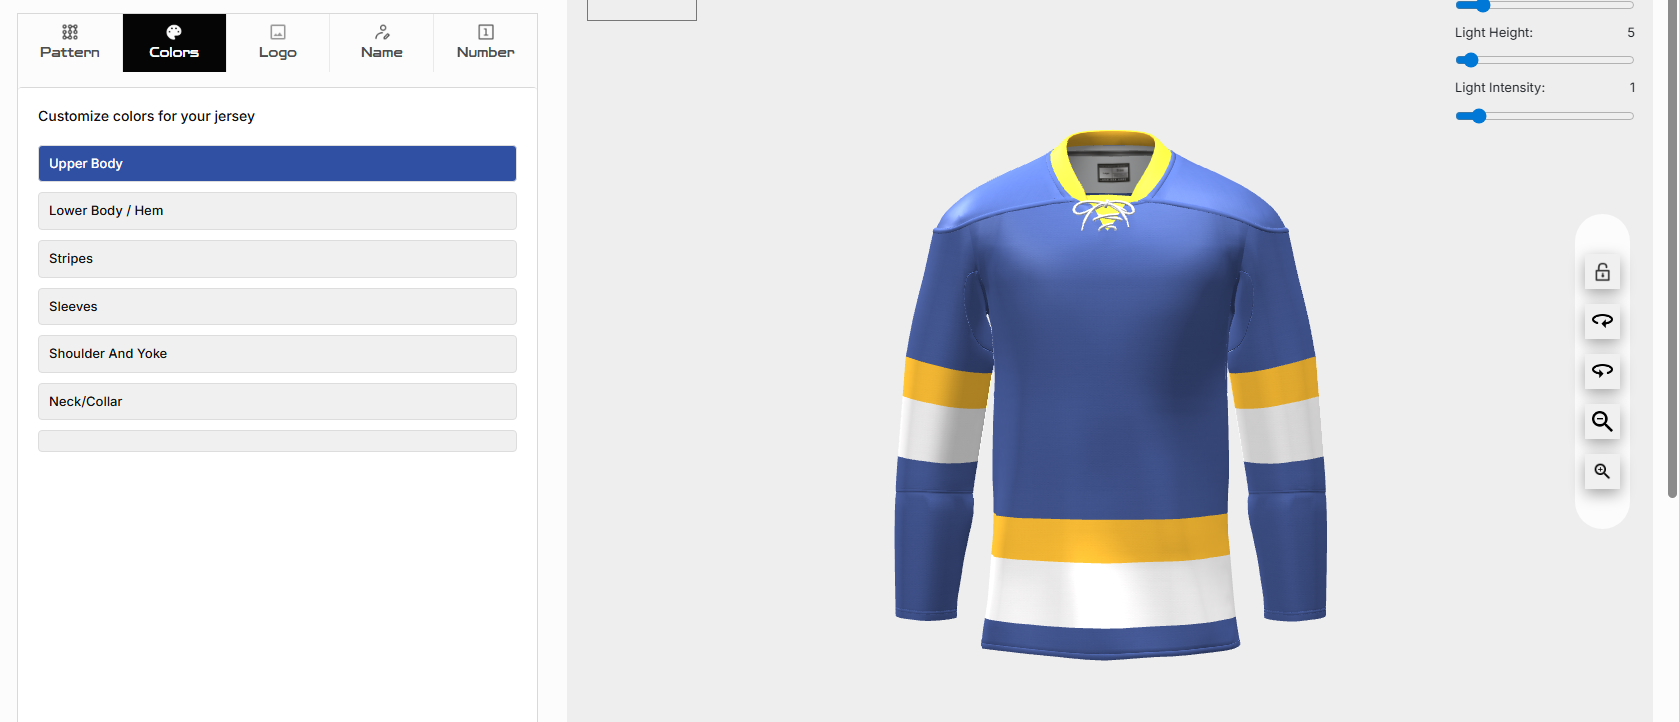 Pattern
Colors
Logo
Name
1
Number
Customize colors for your jersey
Upper Body
Lower Body / Hem
Stripes
Sleeves
Shoulder And Yoke
Neck/Collar
Light Height: 5
Light Intensity: 1